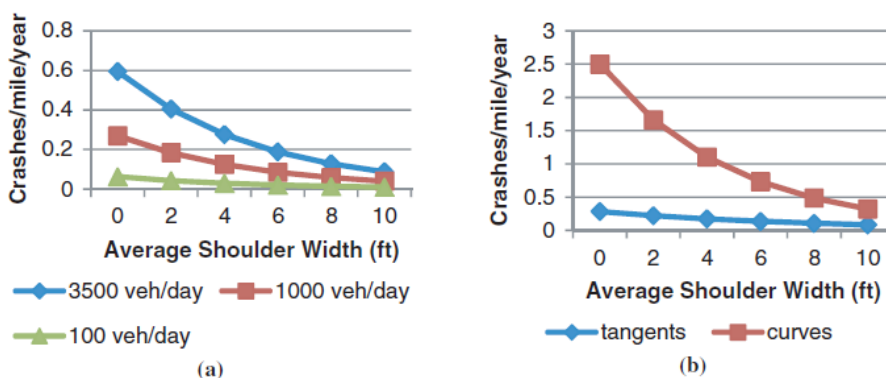 Crashes/mile/year
0.8
0.6
0.4
0.2
0
0 2 4 6 8 10
Average Shoulder Width (ft)
3500 veh/day 1000 veh/day
100 veh/day
(a)
Crashes/mile/year
3
2.5
2
1.5
1
0.5
0
0 2 4 6 8 10
Average Shoulder Width (ft)
tangents curves
(b)